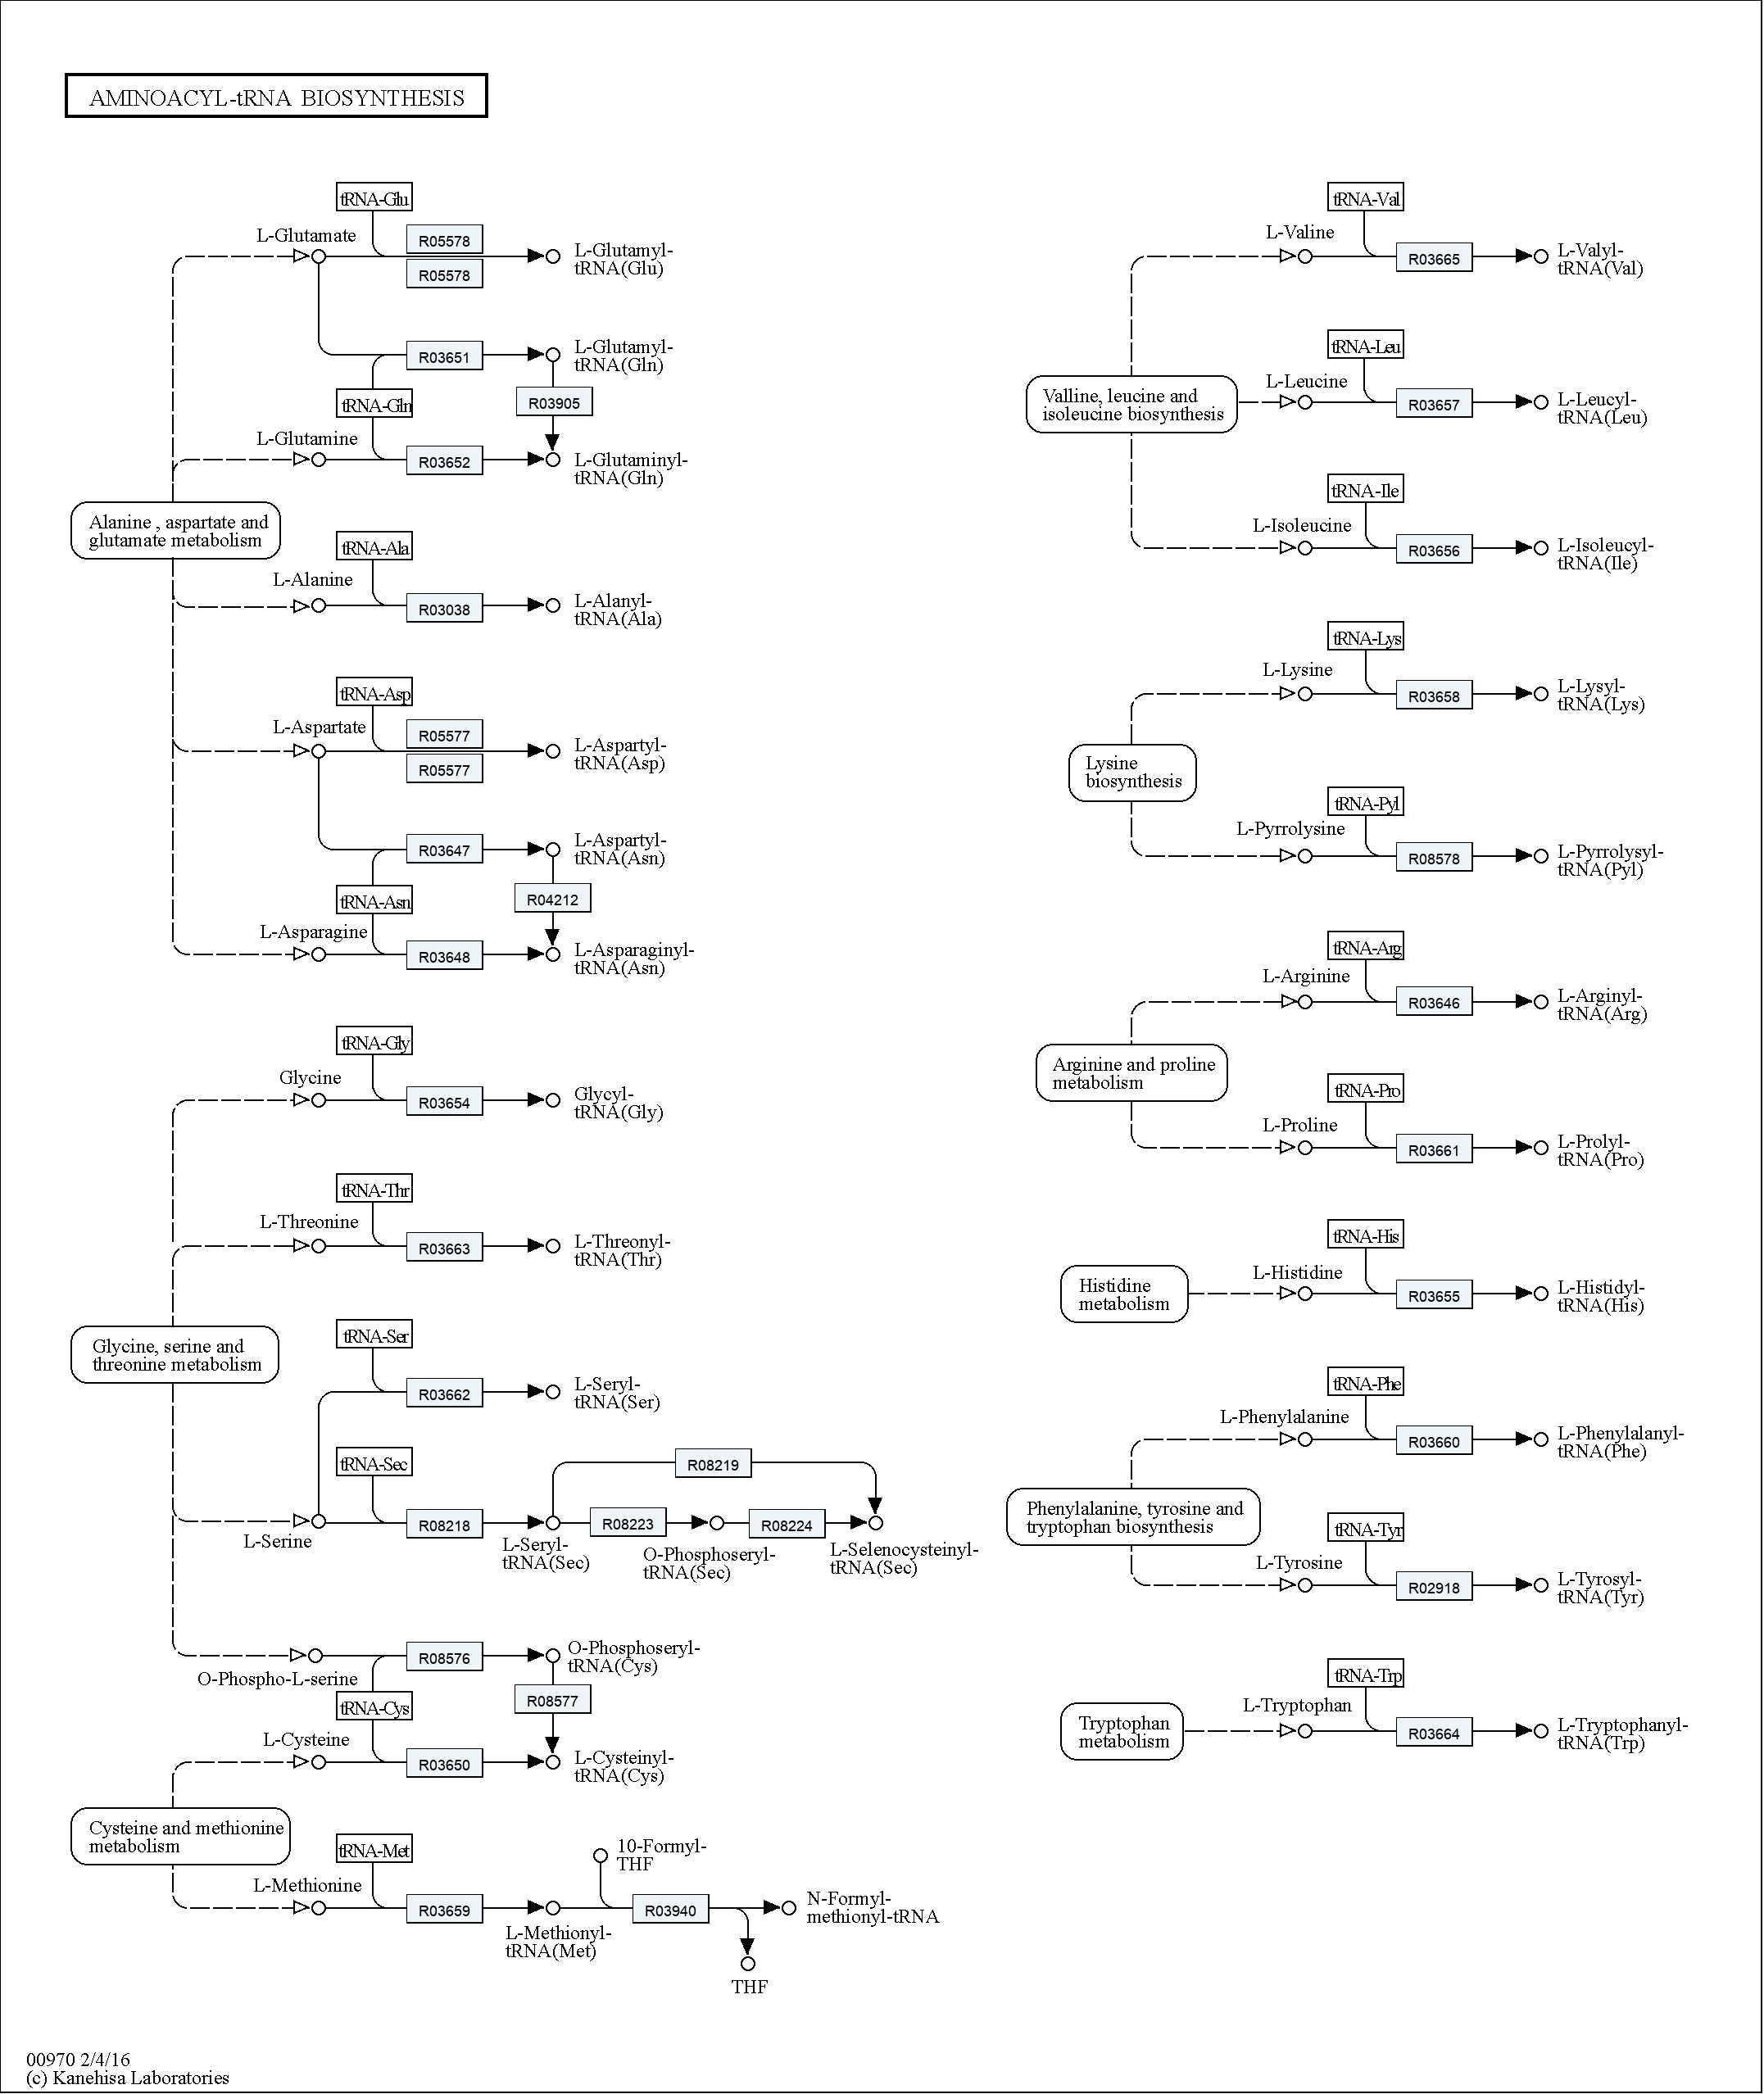 AMINOACYL-tRNA BIOSYNTHESIS
tRNA-Glu
L-Glutamate
R05578
R05578
L-Glutamyl-
tRNA(Glu)
R03651
L-Glutamyl-
tRNA(Gln)
tRNA-Gln
R03905
L-Glutamine
R03652
L-Glutaminyl-
tRNA(Gln)
Alanine , aspartate and
glutamate metabolism
tRNA-Ala
L-Alanine
R03038
L-Alanyl-
tRNA(Ala)
tRNA-Asp
L-Aspartate
R05577
R05577
L-Aspartyl-
tRNA(Asp)
R03647
L-Aspartyl-
tRNA(Asn)
tRNA-Asn
R04212
L-Asparagine
R03648
L-Asparaginyl-
tRNA(Asn)
tRNA-Gly
Glycine
R03654
Glycyl-
tRNA(Gly)
tRNA-Thr
L-Threonine
R03663
L-Threonyl-
tRNA(Thr)
Glycine, serine and
threonine metabolism
tRNA-Ser
R03662
L-Seryl-
tRNA(Ser)
tRNA-Sec
L-Serine
R08218
L-Seryl-
tRNA(Sec)
R08219
R08223
O-Phosphoseryl-
tRNA(Sec)
R08224
L-Selenocysteinyl-
tRNA(Sec)
O-Phospho-L-serine
R08576
O-Phosphoseryl-
tRNA(Cys)
tRNA-Cys
R08577
L-Cysteine
R03650
L-Cysteinyl-
tRNA(Cys)
Cysteine and methionine
metabolism
tRNA-Met
L-Methionine
R03659
L-Methionyl-
tRNA(Met)
10-Formyl-
THF
R03940
N-Formyl-
methionyl-tRNA
THF
tRNA-Val
L-Valine
R03665
L-Valyl-
tRNA(Val)
tRNA-Leu
Valline, leucine and
isoleucine biosynthesis
L-Leucine
R03657
L-Leucyl-
tRNA(Leu)
tRNA-Ile
L-Isoleucine
R03656
L-Isoleucyl-
tRNA(Ile)
tRNA-Lys
L-Lysine
R03658
L-Lysyl-
tRNA(Lys)
Lysine
biosynthesis
tRNA-Pyl
L-Pyrrolysine
R08578
L-Pyrrolysyl-
tRNA(Pyl)
tRNA-Arg
L-Arginine
R03646
L-Arginyl-
tRNA(Arg)
Arginine and proline
metabolism
tRNA-Pro
L-Proline
R03661
L-Prolyl-
tRNA(Pro)
tRNA-His
Histidine
metabolism
L-Histidine
R03655
L-Histidyl-
tRNA(His)
tRNA-Phe
L-Phenylalanine
R03660
L-Phenylalanyl-
tRNA(Phe)
Phenylalanine, tyrosine and
tryptophan biosynthesis
tRNA-Tyr
L-Tyrosine
R02918
L-Tyrosyl-
tRNA(Tyr)
tRNA-Trp
Tryptophan
metabolism
L-Tryptophan
R03664
L-Tryptophanyl-
tRNA(Trp)
00970 2/4/16
(c) Kanehisa Laboratories